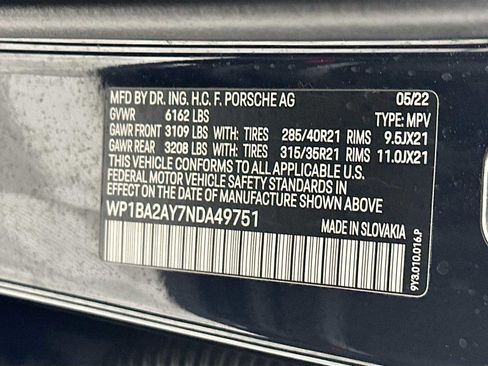 MFD BY DR. ING. H.C. F. PORSCHE AG 05/22
GVWR 6162 LBS TYPE: MPV
GAWR FRONT 3109 LBS WITH: TIRES 285/40R21 RIMS 9.5JX21
GAWR REAR 3208 LBS WITH: TIRES 315/35R21 RIMS 11.0JX21
THIS VEHICLE CONFORMS TO ALL APPLICABLE U.S.
FEDERAL MOTOR VEHICLE SAFETY STANDARDS IN
EFFECT ON THE DATE OF MANUFACTURE SHOWN ABOVE
WP1BA2AY7NDA49751
MADE IN SLOVAKIA
9Y3.010.016.P